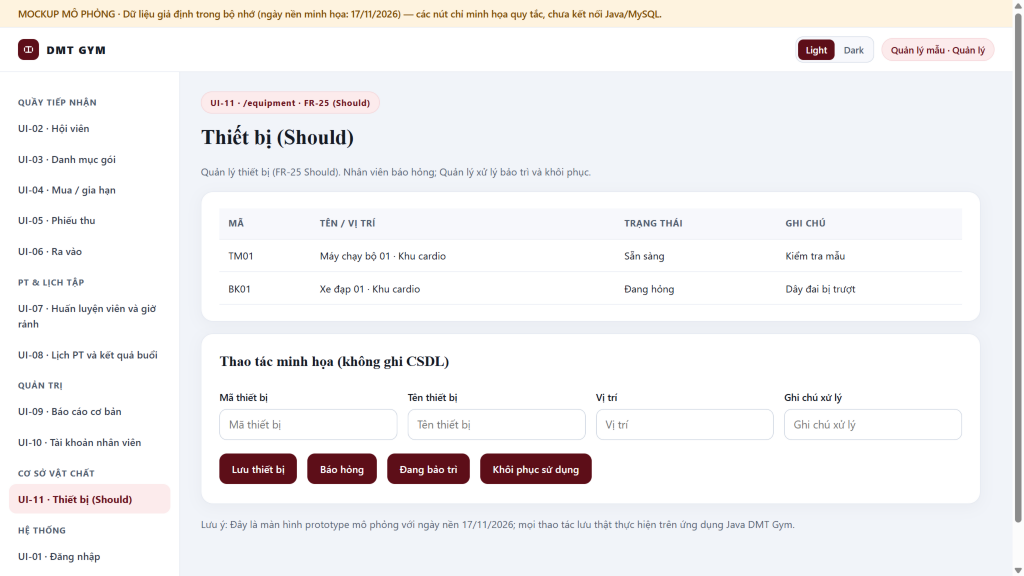 MOCKUP MÔ PHỎNG · Dữ liệu giả định trong bộ nhớ (ngày nền minh họa: 17/11/2026) — các nút chỉ minh họa quy tắc, chưa kết nối Java/MySQL.
DMT GYM
Light
Dark
Quản lý mẫu · Quản lý
QUẦY TIẾP NHẬN
UI-02 · Hội viên
UI-03 · Danh mục gói
UI-04 · Mua / gia hạn
UI-05 · Phiếu thu
UI-06 · Ra vào
PT & LỊCH TẬP
UI-07 · Huấn luyện viên và giờ
rảnh
UI-08 · Lịch PT và kết quả buổi
QUẢN TRỊ
UI-09 · Báo cáo cơ bản
UI-10 · Tài khoản nhân viên
CƠ SỞ VẬT CHẤT
UI-11 · Thiết bị (Should)
HỆ THỐNG
UI-01 · Đăng nhập
UI-11 · /equipment · FR-25 (Should)
Thiết bị (Should)
Quản lý thiết bị (FR-25 Should). Nhân viên báo hỏng; Quản lý xử lý bảo trì và khôi phục.
MÃ TÊN / VỊ TRÍ TRẠNG THÁI GHI CHÚ
TM01 Máy chạy bộ 01 · Khu cardio Sẵn sàng Kiểm tra mẫu
BK01 Xe đạp 01 · Khu cardio Đang hỏng Dây đai bị trượt
Thao tác minh họa (không ghi CSDL)
Mã thiết bị Tên thiết bị Vị trí Ghi chú xử lý
Mã thiết bị Tên thiết bị Vị trí Ghi chú xử lý
Lưu thiết bị Báo hỏng Đang bảo trì Khôi phục sử dụng
Lưu ý: Đây là màn hình prototype mô phỏng với ngày nền 17/11/2026; mọi thao tác lưu thật thực hiện trên ứng dụng Java DMT Gym.